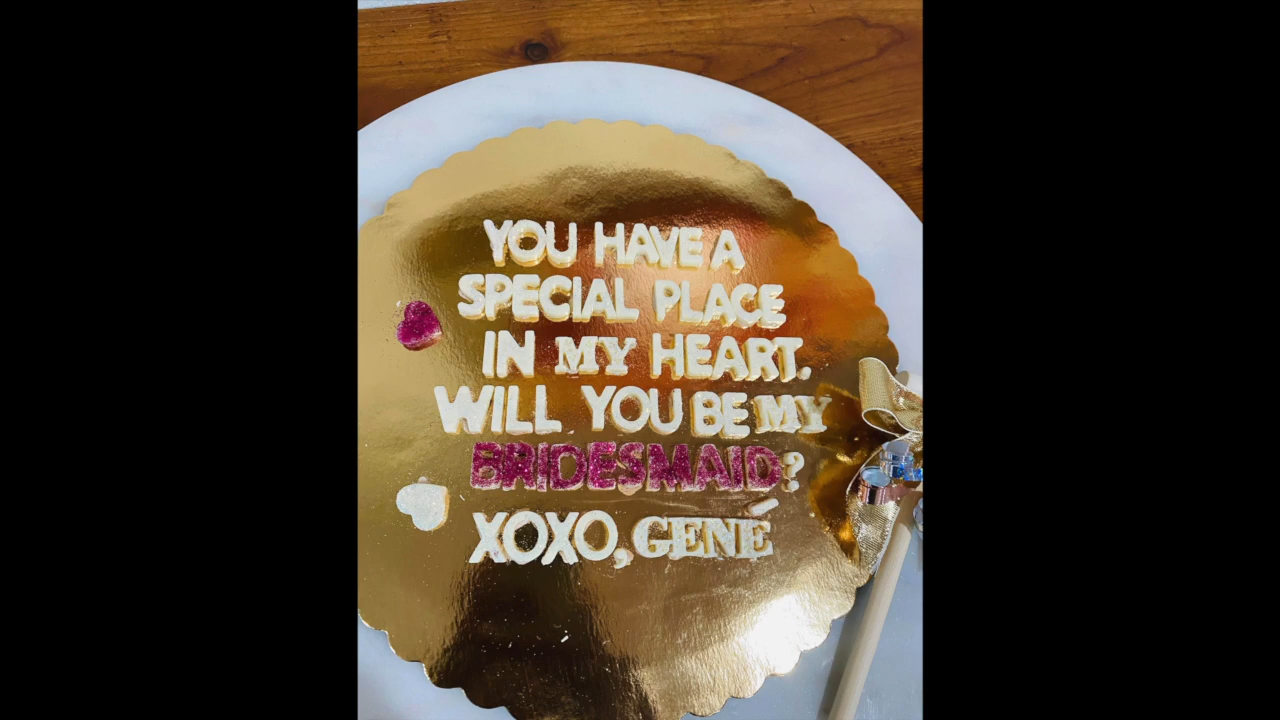 YOU HAVE A
SPECIAL PLACE
IN MY HEART.
WILL YOU BE MY
BRIDESMAID?
XOXO, GENÉ